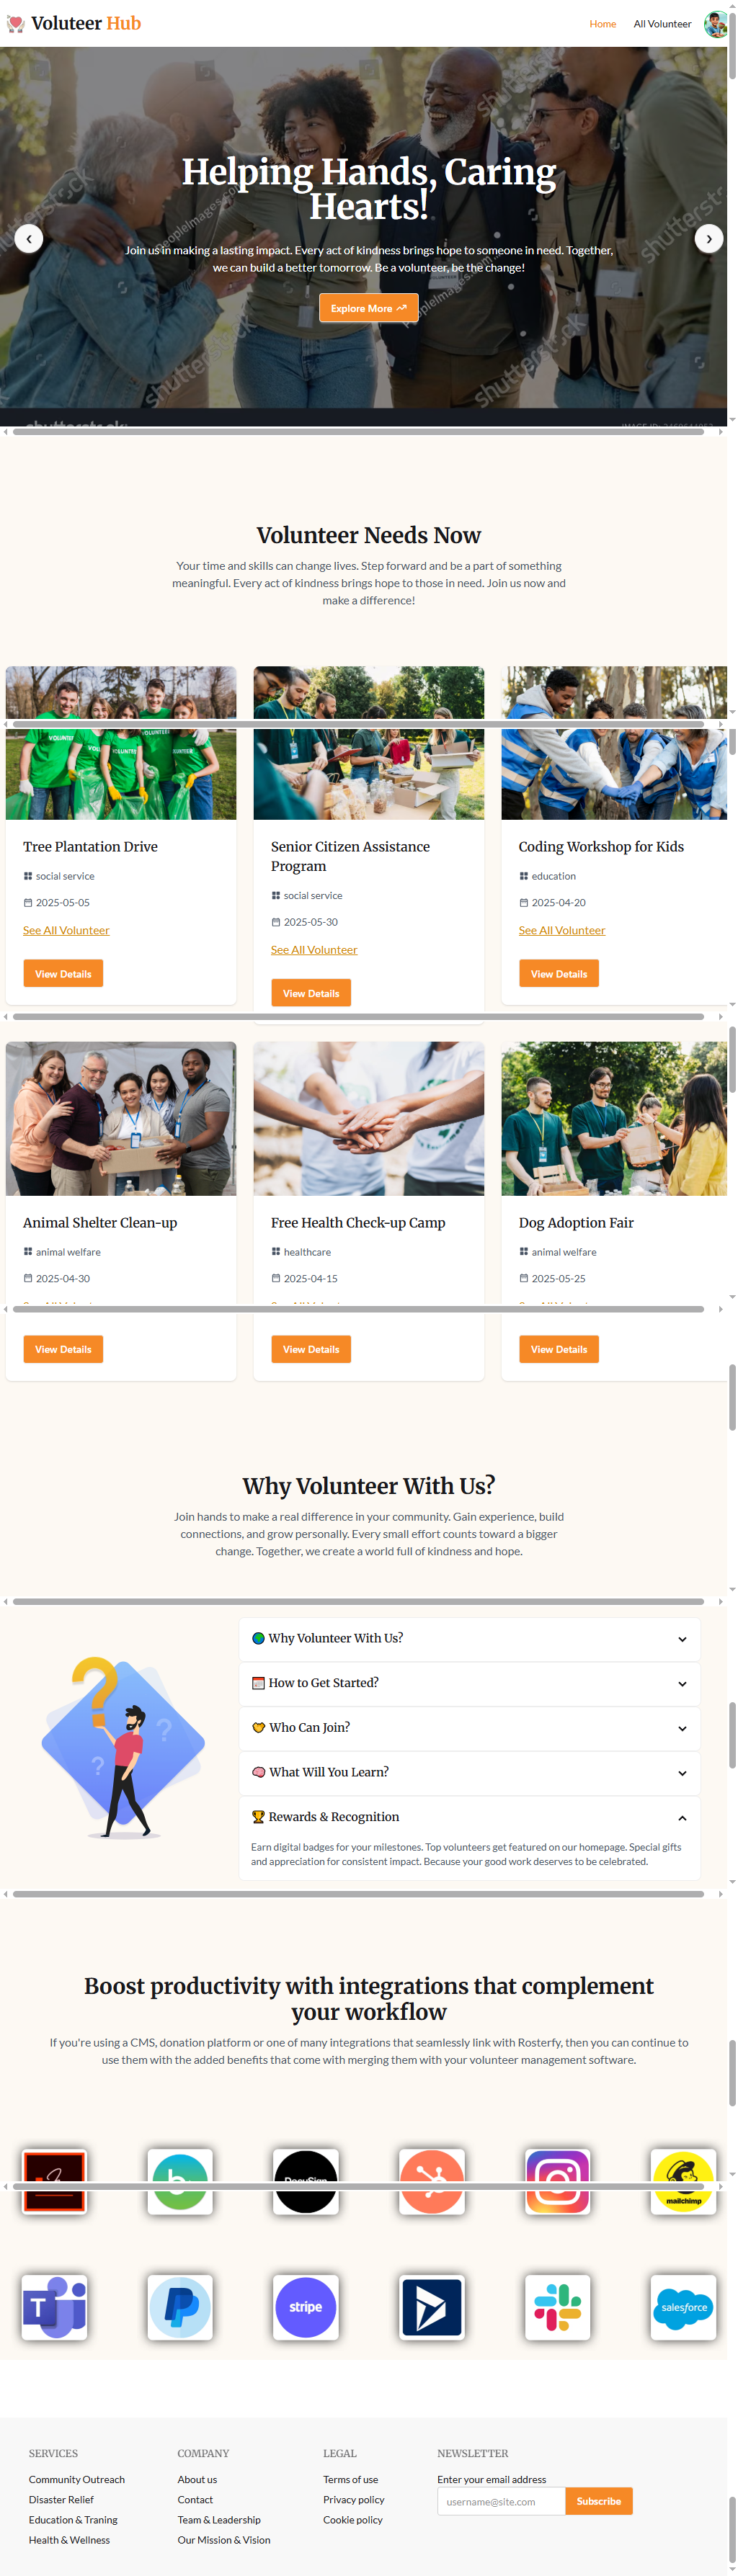 Voluteer Hub
Home
All Volunteer
Helping Hands, Caring
Hearts!
Join us in making a lasting impact. Every act of kindness brings hope to someone in need. Together,
we can build a better tomorrow. Be a volunteer, be the change!
Explore More
shutterstock
shutterstock
shutterstock
shutterstock
Volunteer Needs Now
Your time and skills can change lives. Step forward and be a part of something
meaningful. Every act of kindness brings hope to those in need. Join us now and
make a difference!
VOLUNTEER
VOLUNTEER
VOLUNTEER
Tree Plantation Drive
social service
2025-05-05
See All Volunteer
View Details
Senior Citizen Assistance
Program
social service
2025-05-30
See All Volunteer
View Details
Coding Workshop for Kids
education
2025-04-20
See All Volunteer
View Details
Animal Shelter Clean-up
animal welfare
2025-04-30
View Details
Free Health Check-up Camp
healthcare
2025-04-15
View Details
Dog Adoption Fair
animal welfare
2025-05-25
View Details
Why Volunteer With Us?
Join hands to make a real difference in your community. Gain experience, build
connections, and grow personally. Every small effort counts toward a bigger
change. Together, we create a world full of kindness and hope.
Why Volunteer With Us?
How to Get Started?
Who Can Join?
What Will You Learn?
Rewards & Recognition
Earn digital badges for your milestones. Top volunteers get featured on our homepage. Special gifts
and appreciation for consistent impact. Because your good work deserves to be celebrated.
Boost productivity with integrations that complement
your workflow
If you're using a CMS, donation platform or one of many integrations that seamlessly link with Rosterfy, then you can continue to
use them with the added benefits that come with merging them with your volunteer management software.
DocuSign
mailchimp
T
stripe
salesforce
SERVICES
Community Outreach
Disaster Relief
Education & Traning
Health & Wellness
COMPANY
About us
Contact
Team & Leadership
Our Mission & Vision
LEGAL
Terms of use
Privacy policy
Cookie policy
NEWSLETTER
Enter your email address
username@site.com
Subscribe